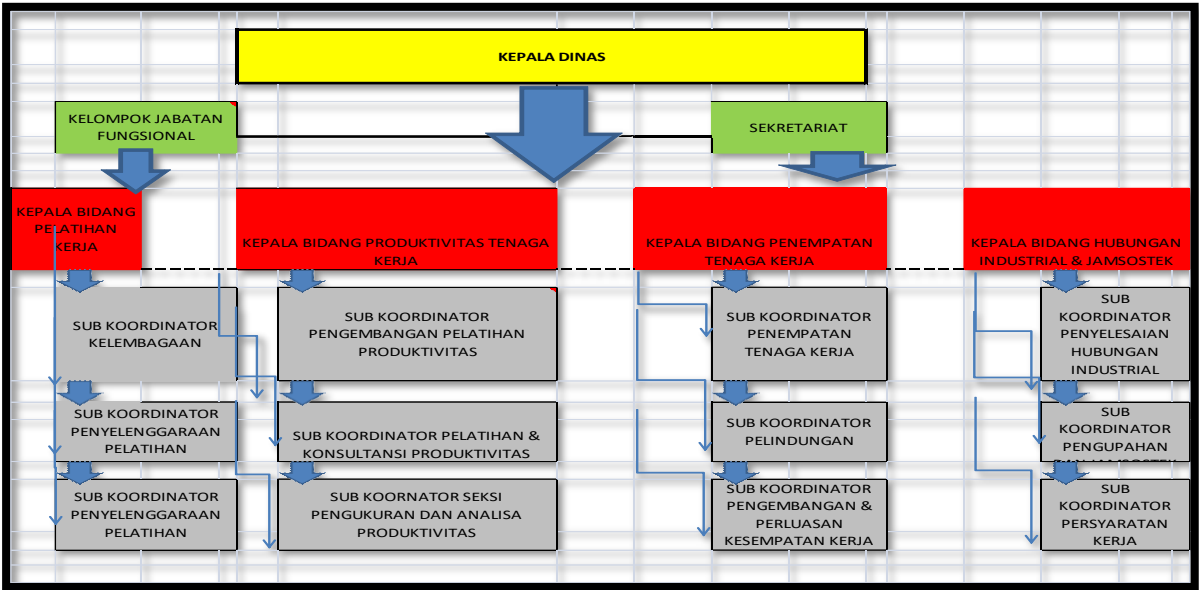 KEPALA DINAS
KELOMPOK JABATAN
FUNGSIONAL
SEKRETARIAT
KEPALA BIDANG
PELATIHAN
KERJA
KEPALA BIDANG PRODUKTIVITAS TENAGA
KERJA
KEPALA BIDANG PENEMPATAN
TENAGA KERJA
KEPALA BIDANG HUBUNGAN
INDUSTRIAL & JAMSOSTEK
SUB KOORDINATOR
KELEMBAGAAN
SUB KOORDINATOR
PENGEMBANGAN PELATIHAN
PRODUKTIVITAS
SUB KOORDINATOR
PENEMPATAN
TENAGA KERJA
SUB
KOORDINATOR
PENYELESAIAN
HUBUNGAN
INDUSTRIAL
SUB KOORDINATOR
PENYELENGGARAAN
PELATIHAN
SUB KOORDINATOR PELATIHAN &
KONSULTANSI PRODUKTIVITAS
SUB KOORDINATOR
PELINDUNGAN
SUB
KOORDINATOR
PENGUPAHAN
DAN JAMSOSTEK
SUB KOORDINATOR
PENYELENGGARAAN
PELATIHAN
SUB KOORNATOR SEKSI
PENGUKURAN DAN ANALISA
PRODUKTIVITAS
SUB KOORDINATOR
PENGEMBANGAN &
PERLUASAN
KESEMPATAN KERJA
SUB
KOORDINATOR
PERSYARATAN
KERJA